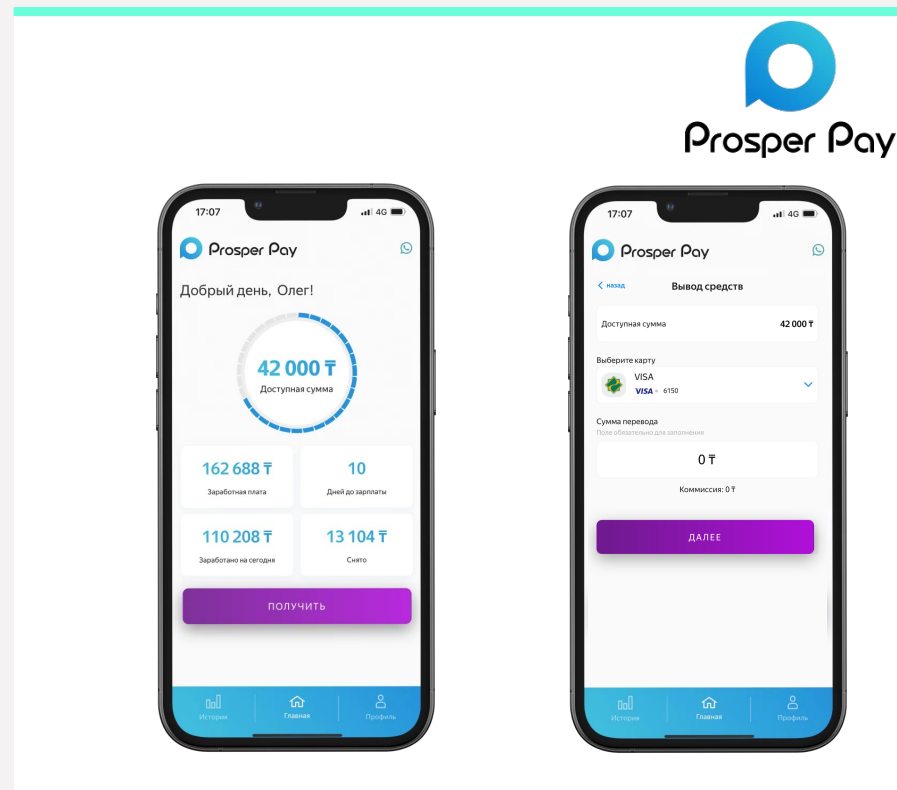 Prosper Pay
17:07
4G
Prosper Pay
Добрый день, Олег!
42 000 ₸
Доступная сумма
162 688 ₸
Заработная плата
10
Дней до зарплаты
110 208 ₸
Заработано на сегодня
13 104 ₸
Снято
ПОЛУЧИТЬ
История
Главная
Профиль
17:07
4G
Prosper Pay
назад
Вывод средств
Доступная сумма
42 000 ₸
Выберите карту
VISA
VISA 6150
Сумма перевода
Поле обязательно для заполнения
0 ₸
Коммиссия: 0 ₸
ДАЛЕЕ
История
Главная
Профиль